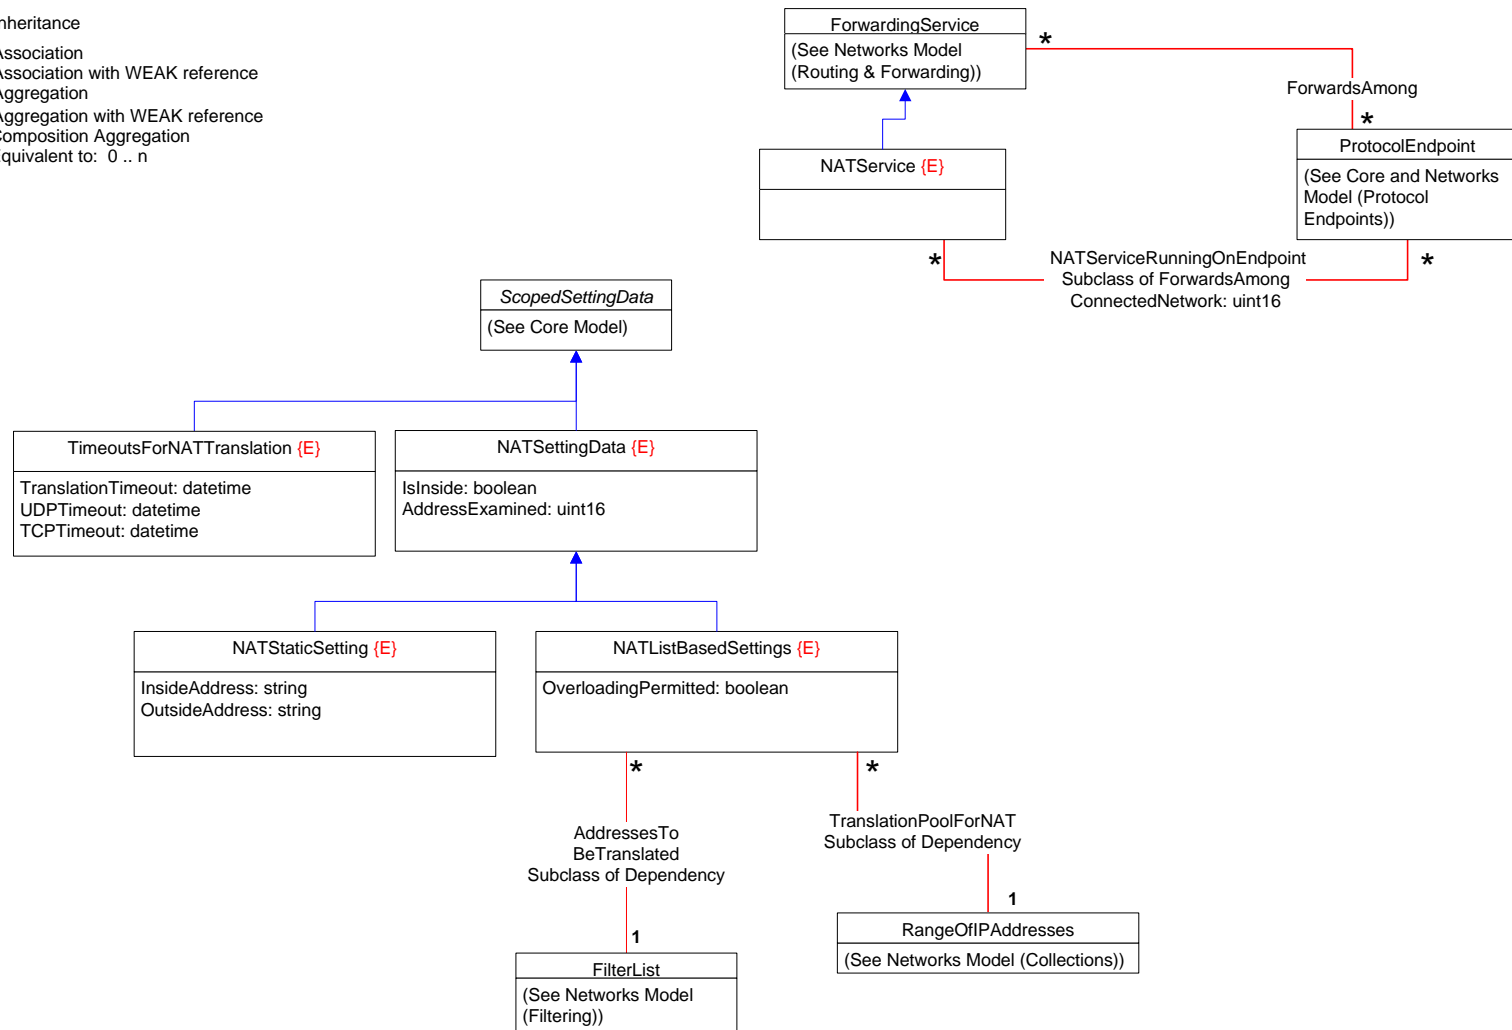 nheritance
Association
Association with WEAK reference
Aggregation
Aggregation with WEAK reference
Composition Aggregation
quivalent to: 0 .. n
ForwardingService
(See Networks Model
(Routing & Forwarding))
*
ForwardsAmong
*
ProtocolEndpoint
(See Core and Networks
Model (Protocol
Endpoints))
NATService {E}
*
NATServiceRunningOnEndpoint
Subclass of ForwardsAmong
ConnectedNetwork: uint16
*
ScopedSettingData
(See Core Model)
TimeoutsForNATTranslation {E}
TranslationTimeout: datetime
UDPTimeout: datetime
TCPTimeout: datetime
NATSettingData {E}
IsInside: boolean
AddressExamined: uint16
NATStaticSetting {E}
InsideAddress: string
OutsideAddress: string
NATListBasedSettings {E}
OverloadingPermitted: boolean
*
*
AddressesTo
BeTranslated
Subclass of Dependency
TranslationPoolForNAT
Subclass of Dependency
1
1
FilterList
(See Networks Model
(Filtering))
RangeOfIPAddresses
(See Networks Model (Collections))